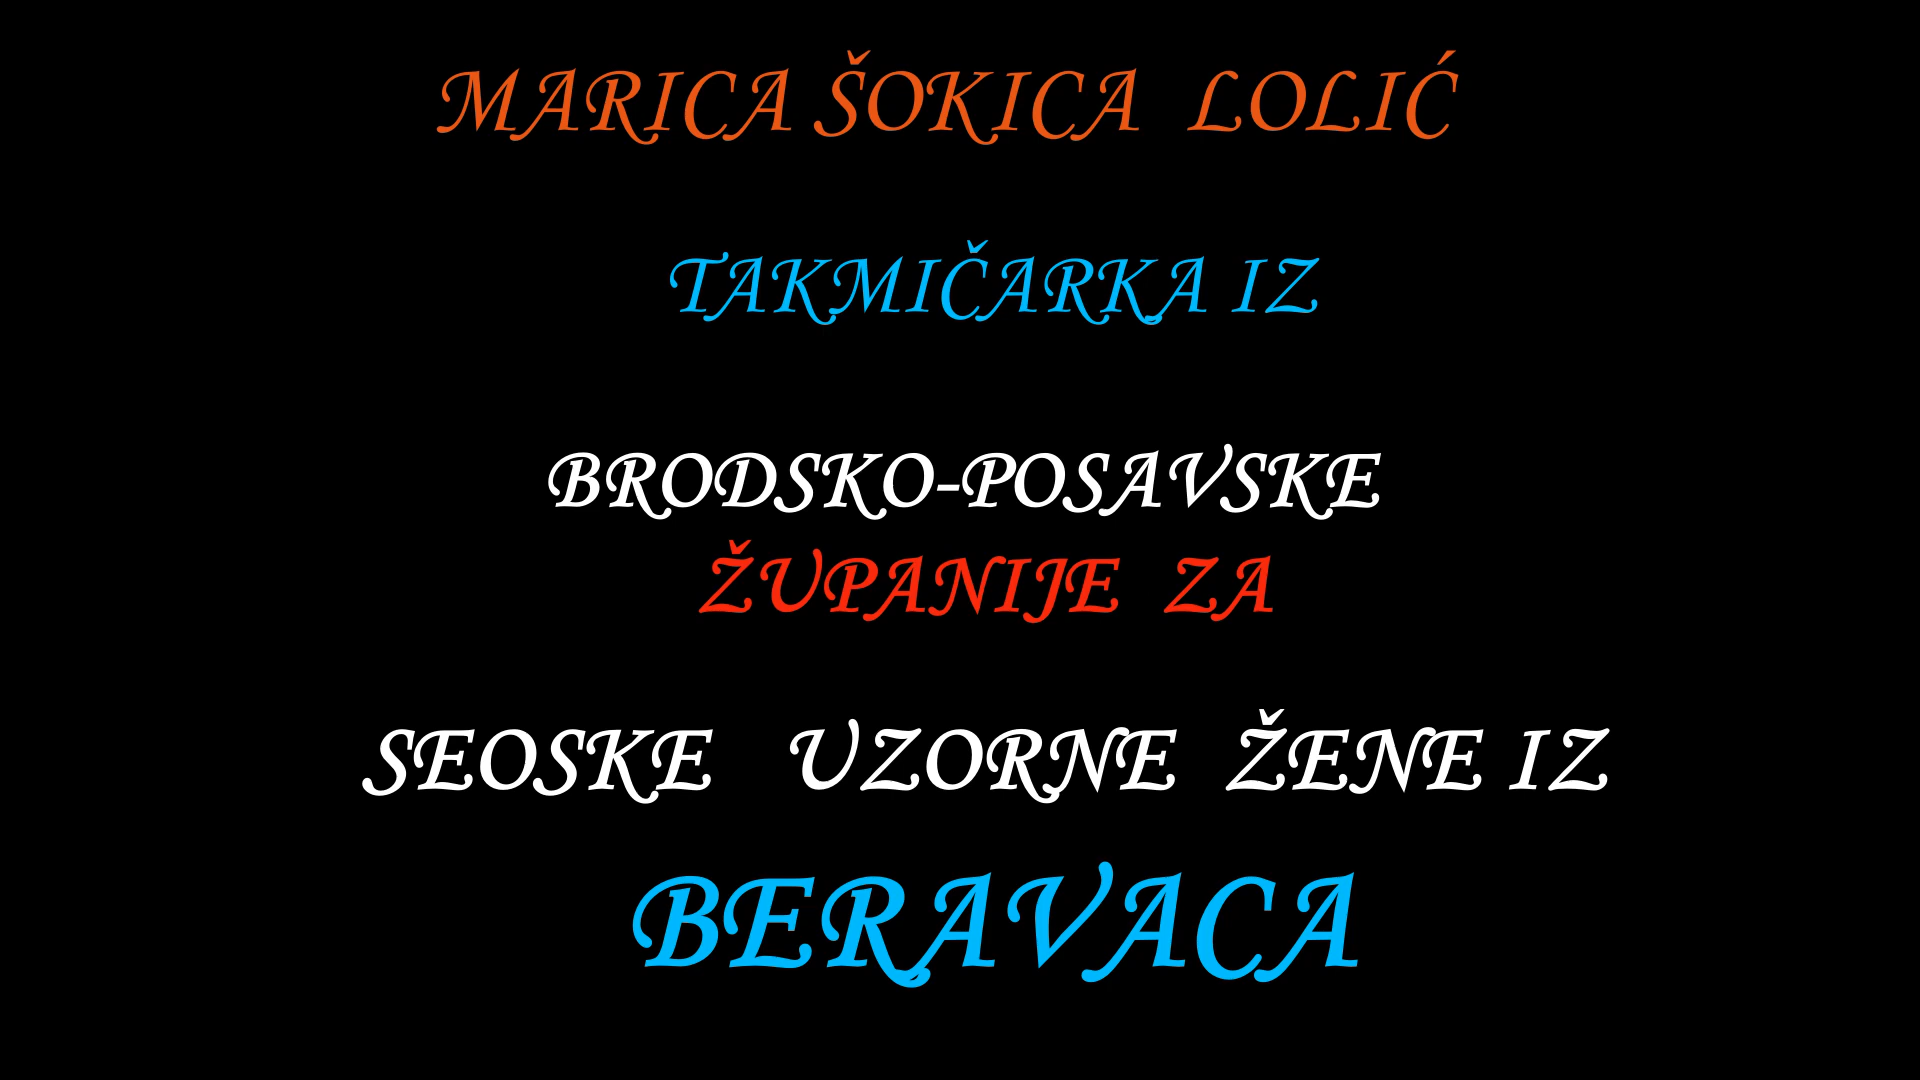 MARICA ŠOKICA LOLIĆ
TAKMIČARKA IZ
BRODSKO-POSAVSKE
ŽUPANIJE ZA
SEOSKE UZORNE ŽENE IZ
BERAVACA